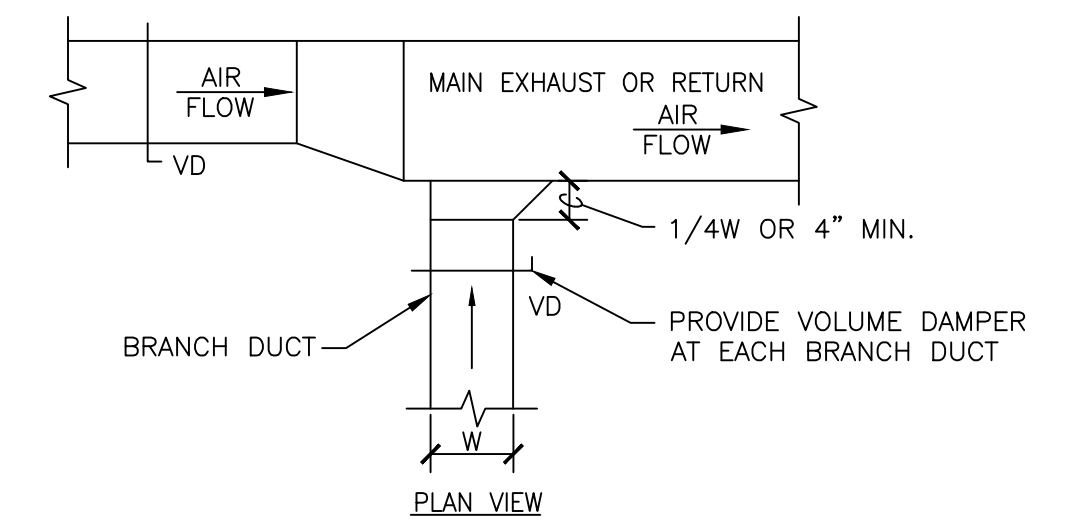 MAIN EXHAUST OR RETURN
AIR
FLOW
AIR
FLOW
VD
1/4W OR 4” MIN.
VD
PROVIDE VOLUME DAMPER
AT EACH BRANCH DUCT
BRANCH DUCT
W
PLAN VIEW